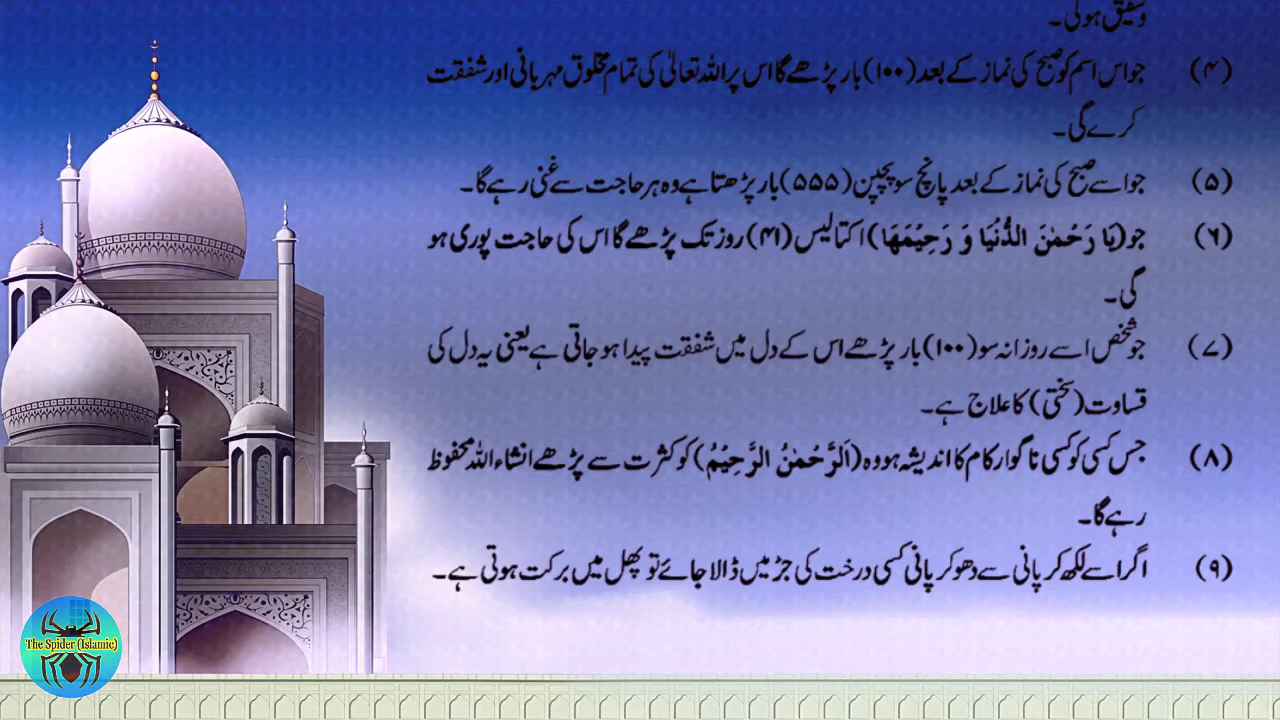 ہوگی۔
(۴) جو اس اسم کو صبح کی نماز کے بعد (۱۰۰) بار پڑھے گا اس پر اللہ تعالیٰ کی تمام مخلوق مہربانی اور شفقت
کرے گی۔
(۵) جو اسے صبح کی نماز کے بعد پانچ سو پچپن (۵۵۵) بار پڑھتا ہے وہ ہر حاجت سے غنی رہے گا۔
(۶) جو (یَا رَحْمٰنَ الدُّنْیَا وَ رَحِیْمَهَا) اکتالیس (۴۱) روز تک پڑھے گا اس کی حاجت پوری ہو
گی۔
(۷) جو شخص اسے روزانہ سو (۱۰۰) بار پڑھے اس کے دل میں شفقت پیدا ہو جاتی ہے یعنی یہ دل کی
قساوت (سختی) کا علاج ہے۔
(۸) جس کسی کو کسی ناگوار کام کا اندیشہ ہو وہ (اَلرَّحْمٰنُ الرَّحِیْمُ) کو کثرت سے پڑھے انشاء اللہ محفوظ
رہے گا۔
(۹) اگر اسے لکھ کر پانی سے دھو کر پانی کسی درخت کی جڑ میں ڈالا جائے تو پھل میں برکت ہوتی ہے۔
The Spider (Islamic)